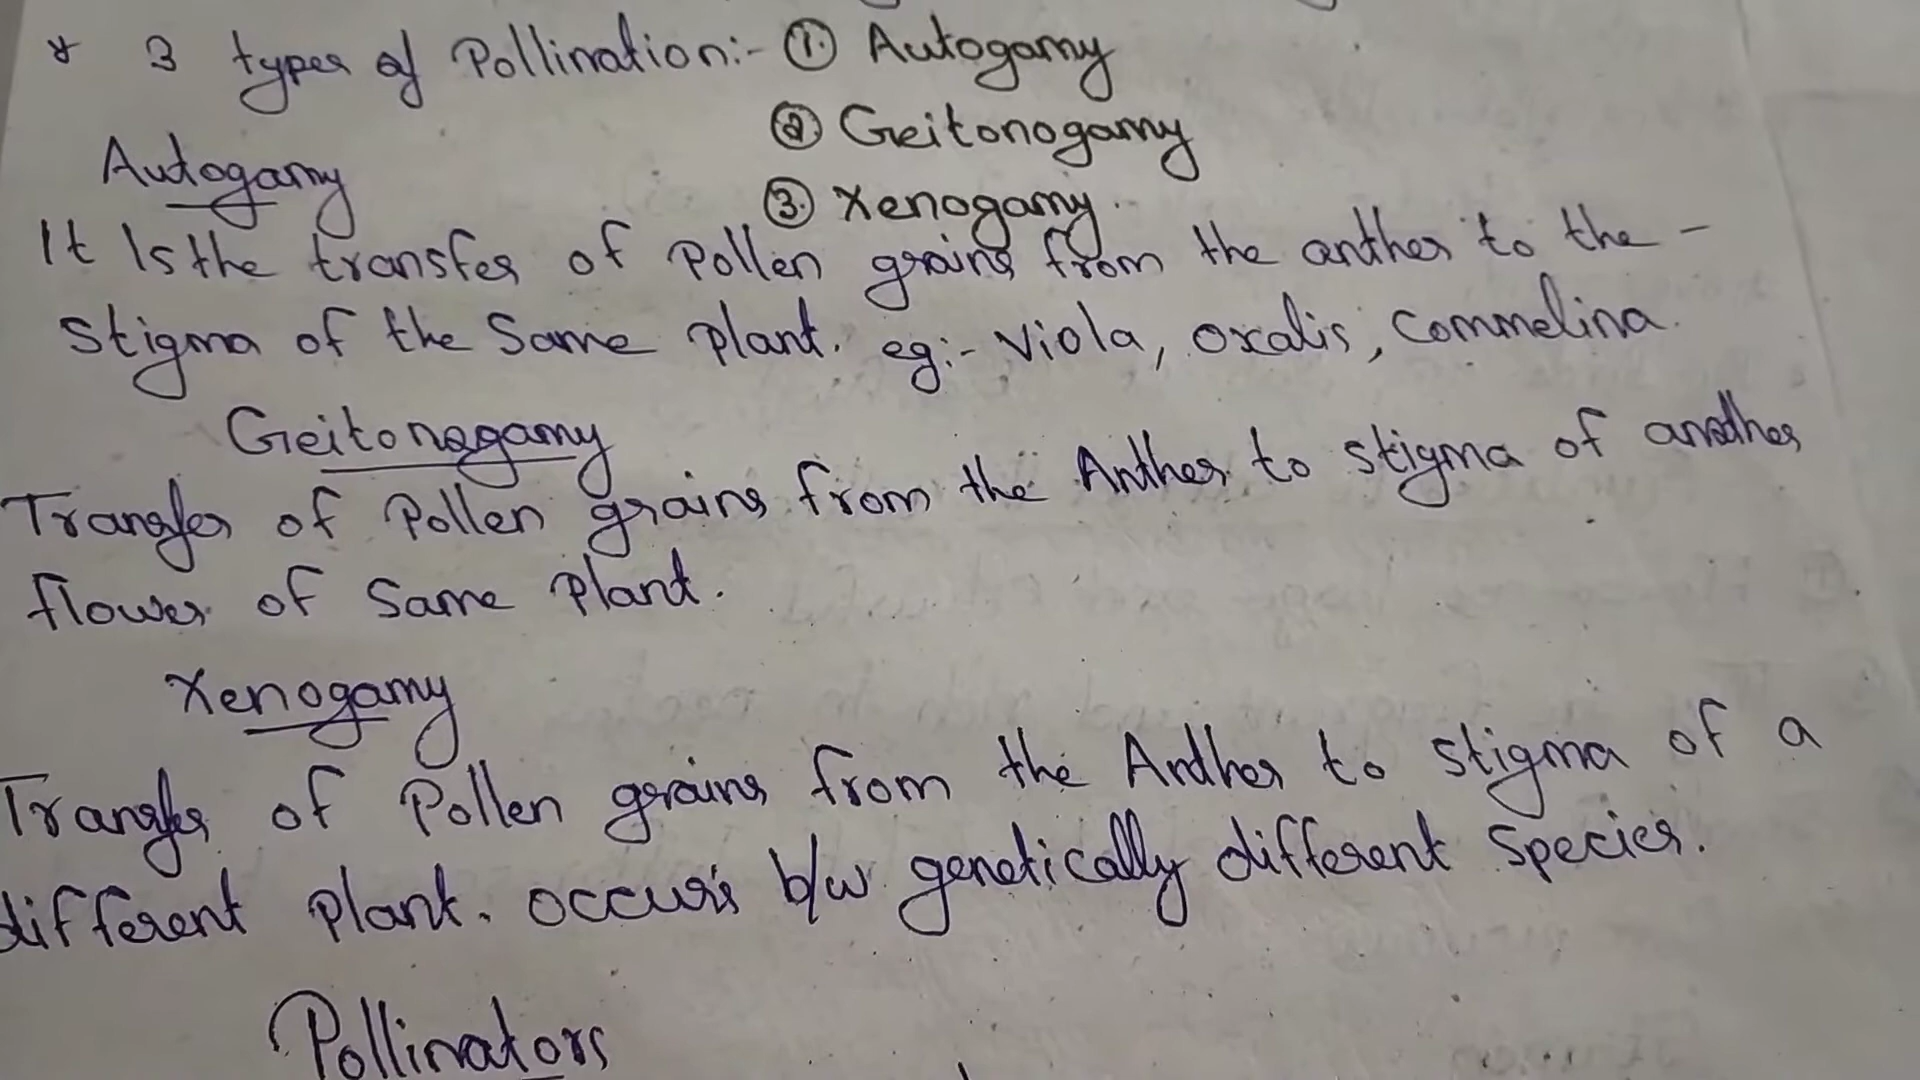 * 3 types of Pollination:- ① Autogamy
② Geitonogamy
③ Xenogamy.
Autogamy
It Is the transfer of Pollen grains from the anther to the -
Stigma of the Same plant. eg:- Viola, Oxalis, Commelina.
Geitonogamy
Transfer of Pollen grains from the Anther to stigma of another
flower of Same plant.
Xenogamy
Transfer of Pollen grains from the Anther to stigma of a
different plant. occurs b/w genetically different species.
Pollinators